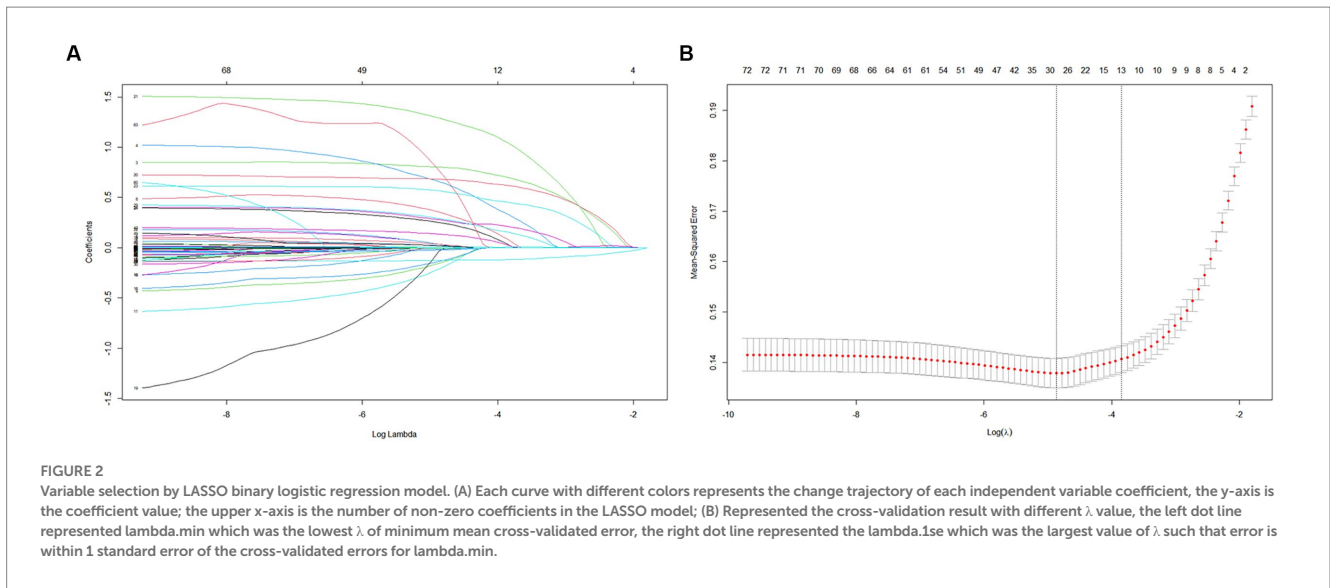 A
68 49 12 4
1.5
1.0
0.5
0.0
-0.5
-1.0
-1.5
Coefficients
21
4
3
11
-8 -6 -4 -2
Log Lambda
B
72 72 71 71 70 69 68 66 64 61 61 54 51 49 47 42 35 30 26 22 15 13 10 10 9 9 8 8 5 4 2
0.19
0.18
0.17
0.16
0.15
0.14
Mean-Squared Error
-10 -8 -6 -4 -2
Log(λ)
FIGURE 2
Variable selection by LASSO binary logistic regression model. (A) Each curve with different colors represents the change trajectory of each independent variable coefficient, the y-axis is
the coefficient value; the upper x-axis is the number of non-zero coefficients in the LASSO model; (B) Represented the cross-validation result with different λ value, the left dot line
represented lambda.min which was the lowest λ of minimum mean cross-validated error, the right dot line represented the lambda.1se which was the largest value of λ such that error is
within 1 standard error of the cross-validated errors for lambda.min.